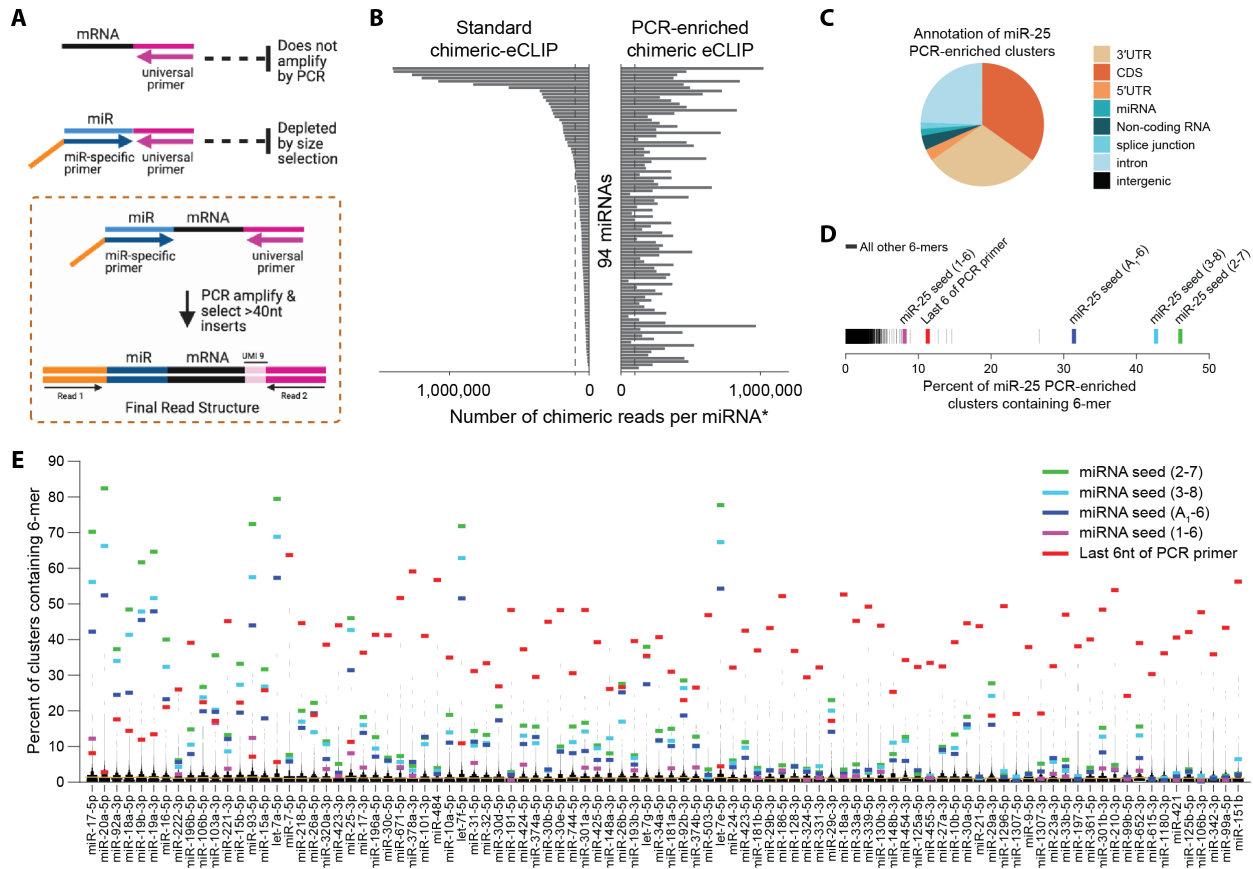 A
mRNA
universal
primer
Does not
amplify
by PCR
miR
miR-specific
primer
universal
primer
Depleted
by size
selection
miR
mRNA
miR-specific
primer
universal
primer
PCR amplify &
select >40nt
inserts
miR
mRNA
UMI 9
Read 1
Read 2
Final Read Structure
B
Standard
chimeric-eCLIP
PCR-enriched
chimeric eCLIP
94 miRNAs
1,000,000
0
0
1,000,000
Number of chimeric reads per miRNA*
C
Annotation of miR-25
PCR-enriched clusters
3′UTR
CDS
5′UTR
miRNA
Non-coding RNA
splice junction
intron
intergenic
D
All other 6-mers
miR-25 seed (1-6)
Last 6 of PCR primer
miR-25 seed (A1-6)
miR-25 seed (3-8)
miR-25 seed (2-7)
0
10
20
30
40
50
Percent of miR-25 PCR-enriched
clusters containing 6-mer
E
Percent of clusters containing 6-mer
90
80
70
60
50
40
30
20
10
0
miRNA seed (2-7)
miRNA seed (3-8)
miRNA seed (A1-6)
miRNA seed (1-6)
Last 6nt of PCR primer
miR-17-5p
miR-20a-5p
miR-92a-3p
miR-18a-5p
miR-19b-3p
miR-19a-3p
miR-16-5p
miR-222-3p
miR-196b-5p
miR-106b-5p
miR-103a-3p
miR-221-3p
miR-15b-5p
miR-93-5p
miR-15a-5p
let-7a-5p
miR-7-5p
miR-218-5p
miR-26a-5p
miR-320a-3p
miR-423-3p
miR-25-3p
miR-17-3p
miR-196a-5p
miR-30c-5p
miR-671-5p
miR-378a-3p
miR-101-3p
miR-484
miR-10a-5p
let-7f-5p
miR-31-5p
miR-32-5p
miR-30d-5p
miR-191-5p
miR-424-5p
miR-374a-5p
miR-30b-5p
miR-30e-5p
miR-744-5p
miR-301a-3p
miR-425-5p
miR-148a-3p
miR-26b-5p
miR-193b-3p
let-7g-5p
miR-34a-5p
miR-181a-5p
miR-92b-3p
miR-374b-5p
miR-503-5p
let-7e-5p
miR-24-3p
miR-423-5p
miR-181b-5p
miR-29b-3p
miR-186-5p
miR-128-3p
miR-324-5p
miR-331-3p
miR-29c-3p
miR-18a-3p
miR-33a-5p
miR-339-5p
miR-130b-3p
miR-148b-3p
miR-454-3p
miR-125a-5p
miR-455-3p
miR-27a-3p
miR-10b-5p
miR-30a-5p
miR-21-5p
miR-29a-3p
miR-1296-5p
miR-1307-5p
miR-9-5p
miR-1307-3p
miR-23a-3p
miR-197-3p
miR-167-5p
miR-361-5p
miR-301b-3p
miR-210-3p
miR-99b-5p
miR-652-3p
miR-615-3p
miR-1180-3p
miR-421
miR-125b-5p
miR-106b-3p
miR-342-3p
miR-99a-5p
miR-151b